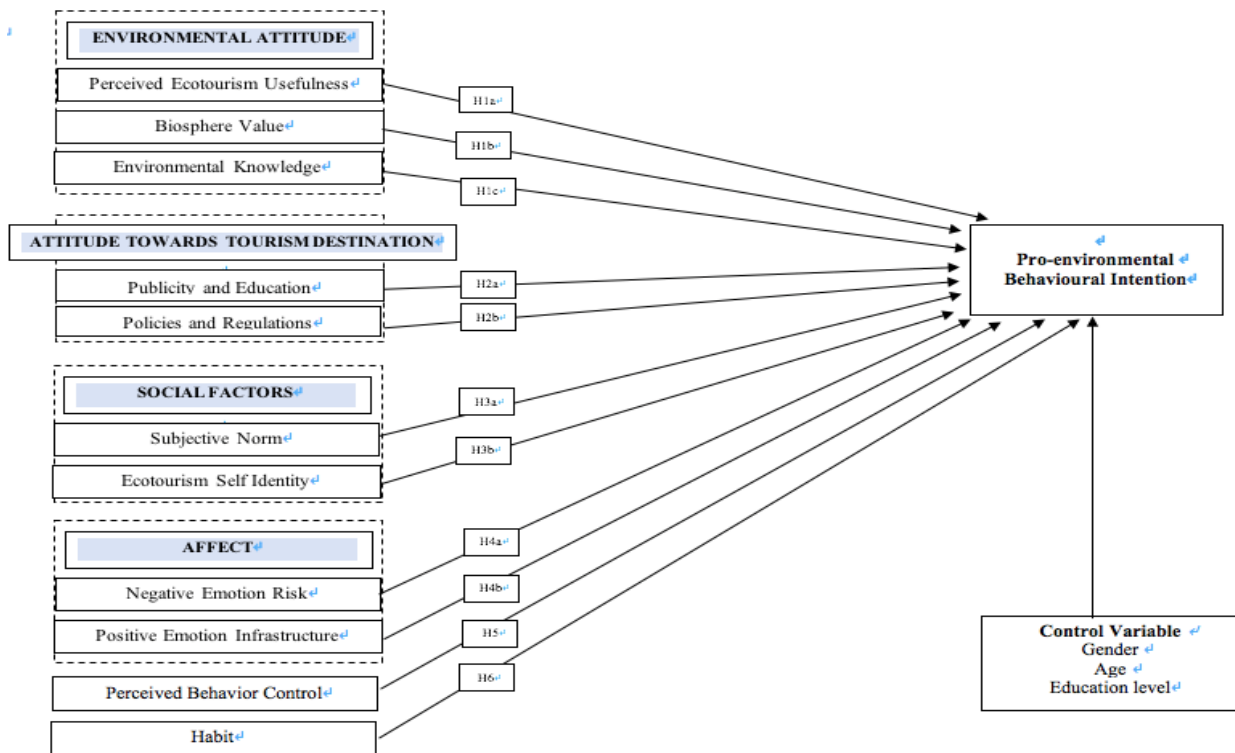 ENVIRONMENTAL ATTITUDE
Perceived Ecotourism Usefulness
Biosphere Value
Environmental Knowledge
H1a
H1b
H1c
ATTITUDE TOWARDS TOURISM DESTINATION
Publicity and Education
Policies and Regulations
H2a
H2b
SOCIAL FACTORS
Subjective Norm
Ecotourism Self Identity
H3a
H3b
AFFECT
Negative Emotion Risk
Positive Emotion Infrastructure
H4a
H4b
Perceived Behavior Control
Habit
H5
H6
Pro-environmental
Behavioural Intention
Control Variable
Gender
Age
Education level